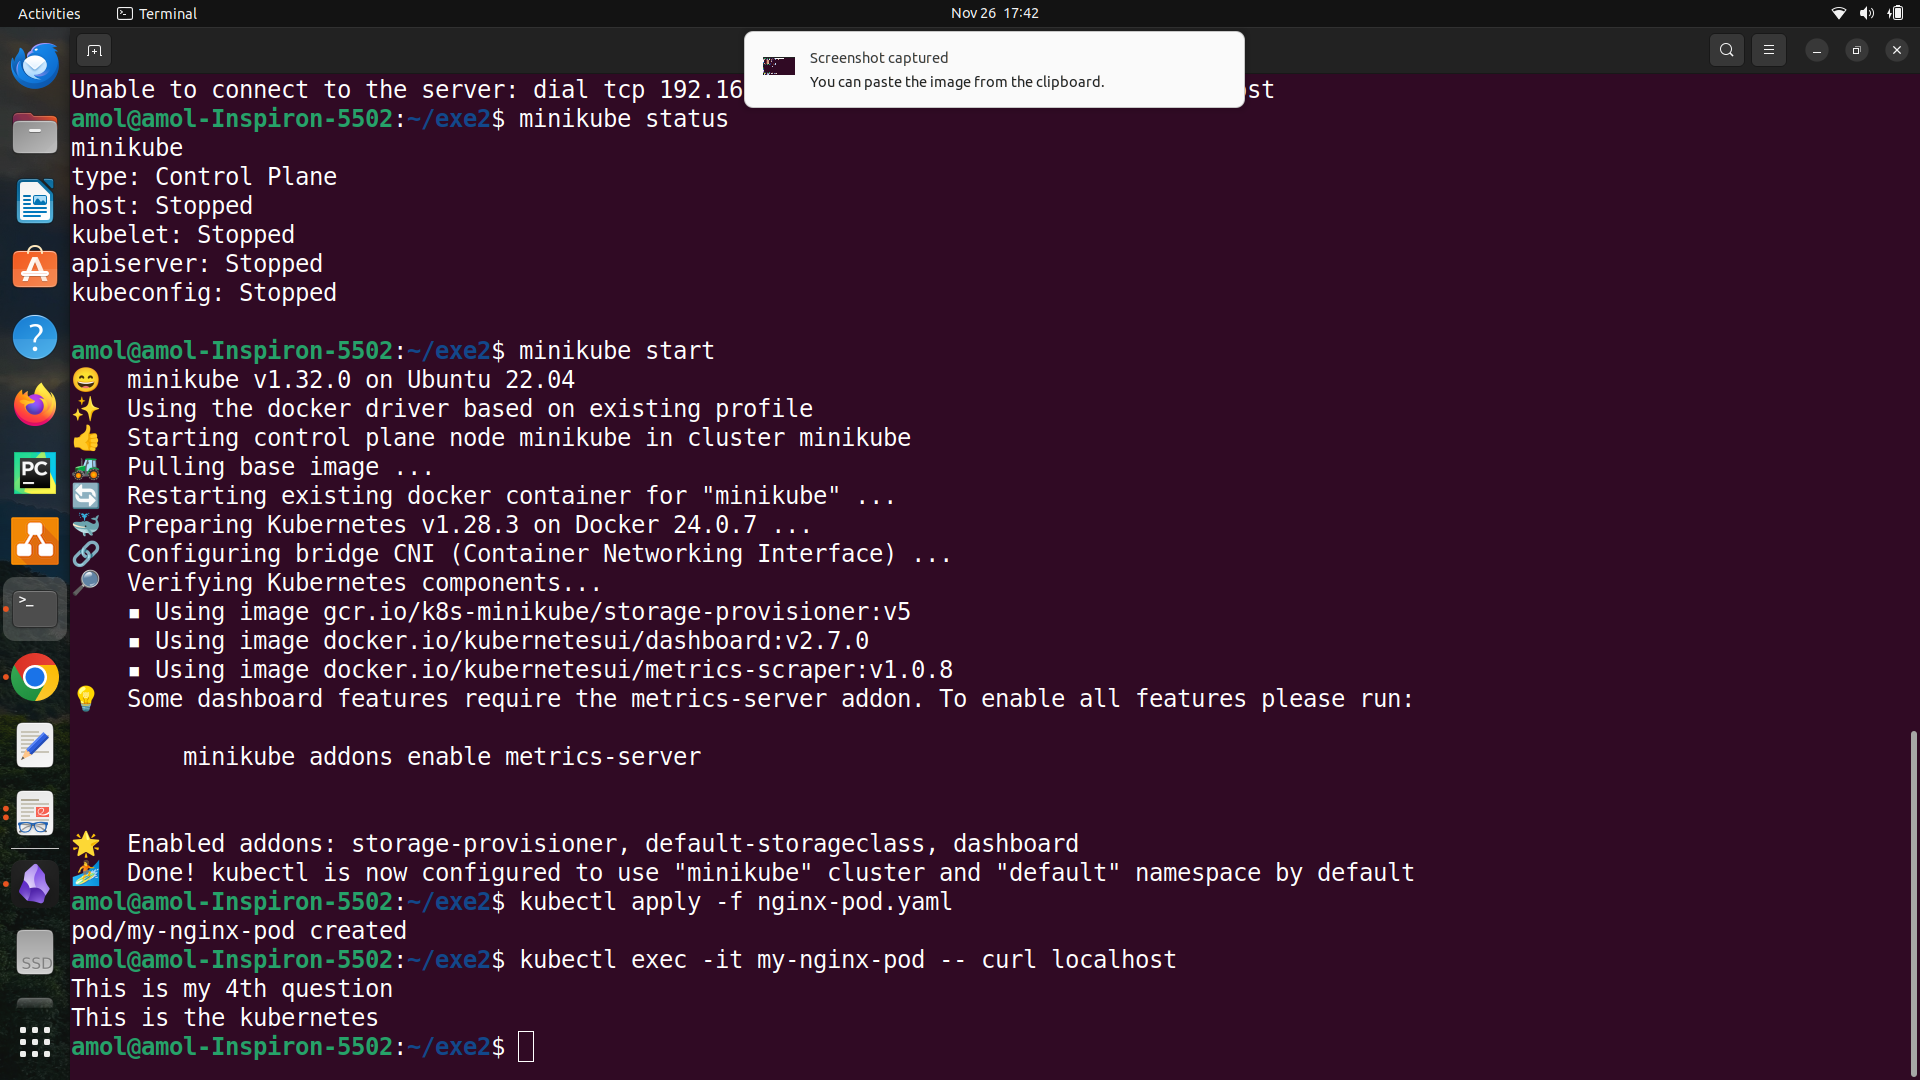 Activities
Terminal
Nov 26 17:42
Screenshot captured
You can paste the image from the clipboard.
Unable to connect to the server: dial tcp 192.16
st
amol@amol-Inspiron-5502:~/exe2$ minikube status
minikube
type: Control Plane
host: Stopped
kubelet: Stopped
apiserver: Stopped
kubeconfig: Stopped
amol@amol-Inspiron-5502:~/exe2$ minikube start
minikube v1.32.0 on Ubuntu 22.04
Using the docker driver based on existing profile
Starting control plane node minikube in cluster minikube
Pulling base image ...
Restarting existing docker container for "minikube" ...
Preparing Kubernetes v1.28.3 on Docker 24.0.7 ...
Configuring bridge CNI (Container Networking Interface) ...
Verifying Kubernetes components...
▪ Using image gcr.io/k8s-minikube/storage-provisioner:v5
▪ Using image docker.io/kubernetesui/dashboard:v2.7.0
▪ Using image docker.io/kubernetesui/metrics-scraper:v1.0.8
Some dashboard features require the metrics-server addon. To enable all features please run:
minikube addons enable metrics-server
Enabled addons: storage-provisioner, default-storageclass, dashboard
Done! kubectl is now configured to use "minikube" cluster and "default" namespace by default
amol@amol-Inspiron-5502:~/exe2$ kubectl apply -f nginx-pod.yaml
pod/my-nginx-pod created
amol@amol-Inspiron-5502:~/exe2$ kubectl exec -it my-nginx-pod -- curl localhost
This is my 4th question
This is the kubernetes
amol@amol-Inspiron-5502:~/exe2$
PC
SSD